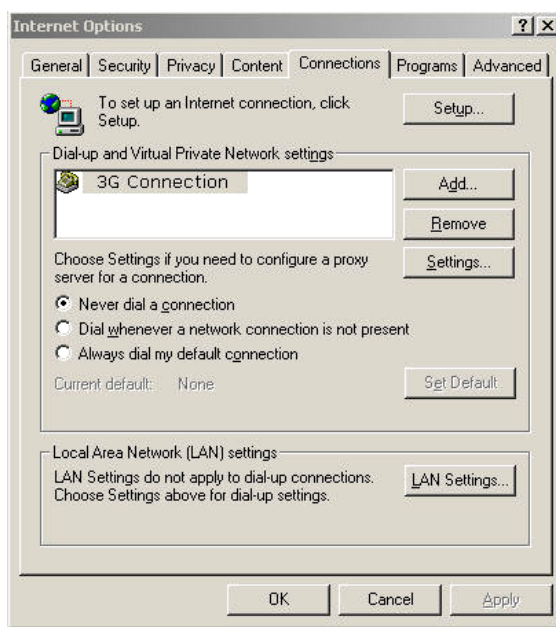 Internet Options
General Security Privacy Content Connections Programs Advanced
To set up an Internet connection, click
Setup.
Setup...
Dial-up and Virtual Private Network settings
3G Connection
Add...
Remove
Choose Settings if you need to configure a proxy
server for a connection.
Settings...
Never dial a connection
Dial whenever a network connection is not present
Always dial my default connection
Current default: None
Set Default
Local Area Network (LAN) settings
LAN Settings do not apply to dial-up connections.
Choose Settings above for dial-up settings.
LAN Settings...
OK Cancel Apply